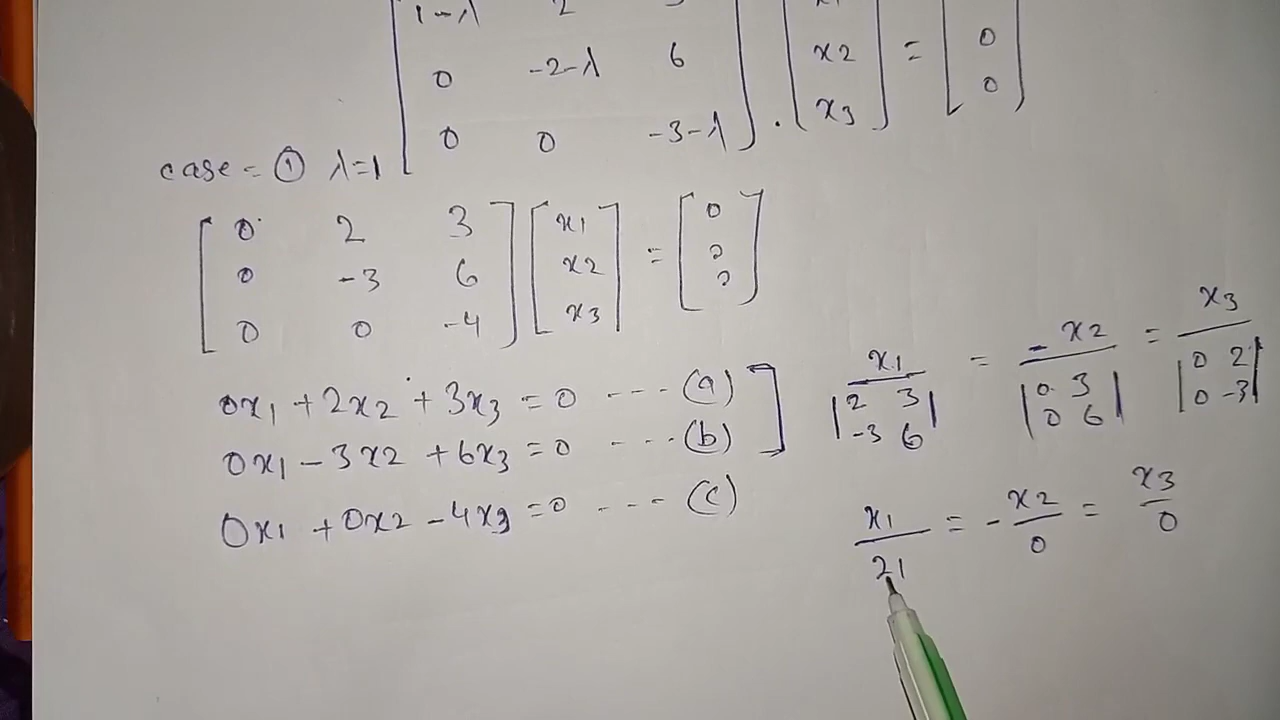 1-λ 2
0 -2-λ 6 x2 = 0
0 0 -3-λ . x3 0
case = ① λ=1
0 2 3 x1 0
0 -3 6 x2 = 0
0 0 -4 x3 0
0x1 + 2x2 + 3x3 = 0 ---- (a)
0x1 - 3x2 + 6x3 = 0 ---- (b)
0x1 + 0x2 - 4x3 = 0 ---- (c)
x1 = -x2 = x3
|2 3| |0 3| |0 2|
|-3 6| |0 6| |0 -3|
x1/21 = -x2/0 = x3/0